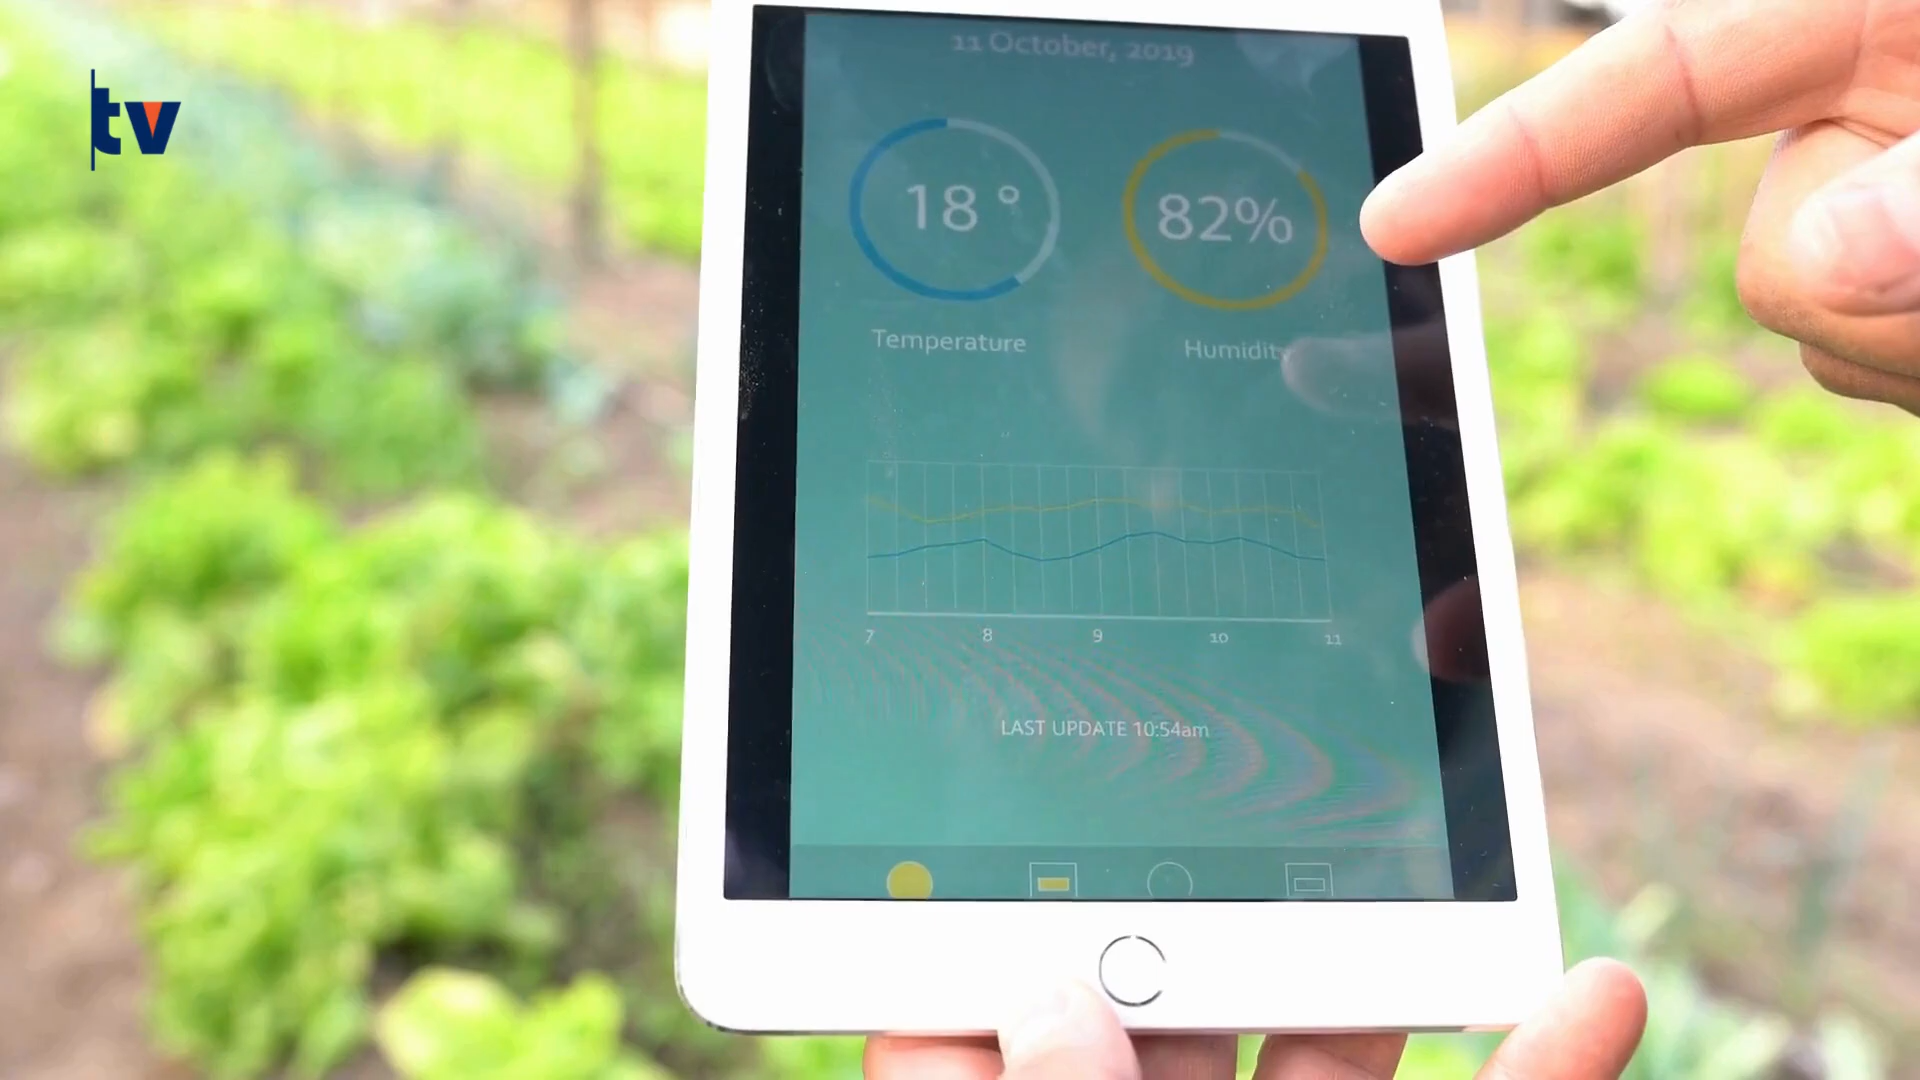 tv
11 October, 2019
18 °
82%
Temperature
Humidity
7 8 9 10 11
LAST UPDATE 10:54am